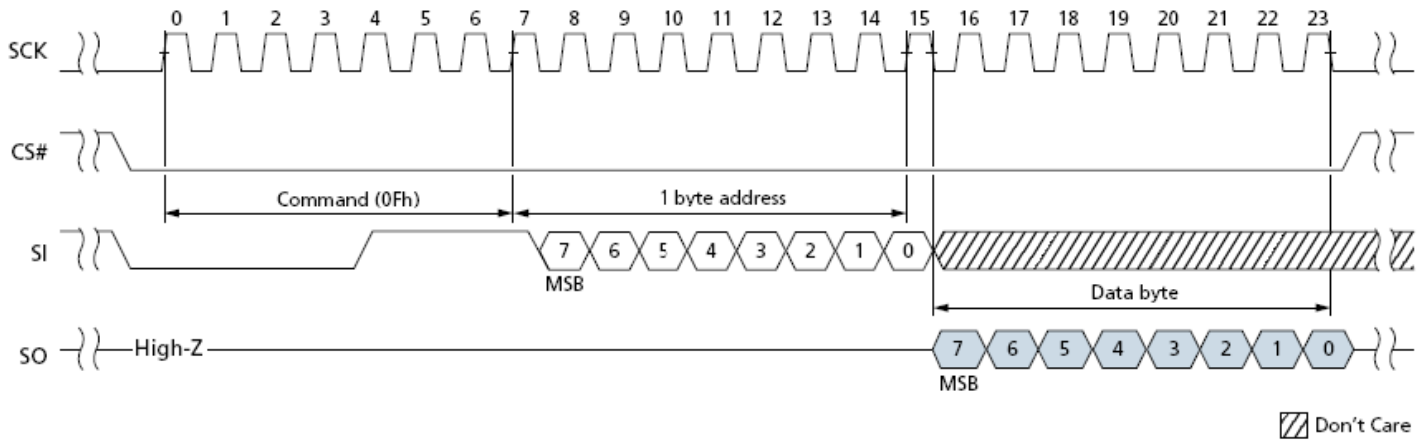 0 1 2 3 4 5 6 7 8 9 10 11 12 13 14 15 16 17 18 19 20 21 22 23
SCK
CS#
Command (0Fh) 1 byte address
SI 7 6 5 4 3 2 1 0
MSB Data byte
SO High-Z 7 6 5 4 3 2 1 0
MSB
Don't Care